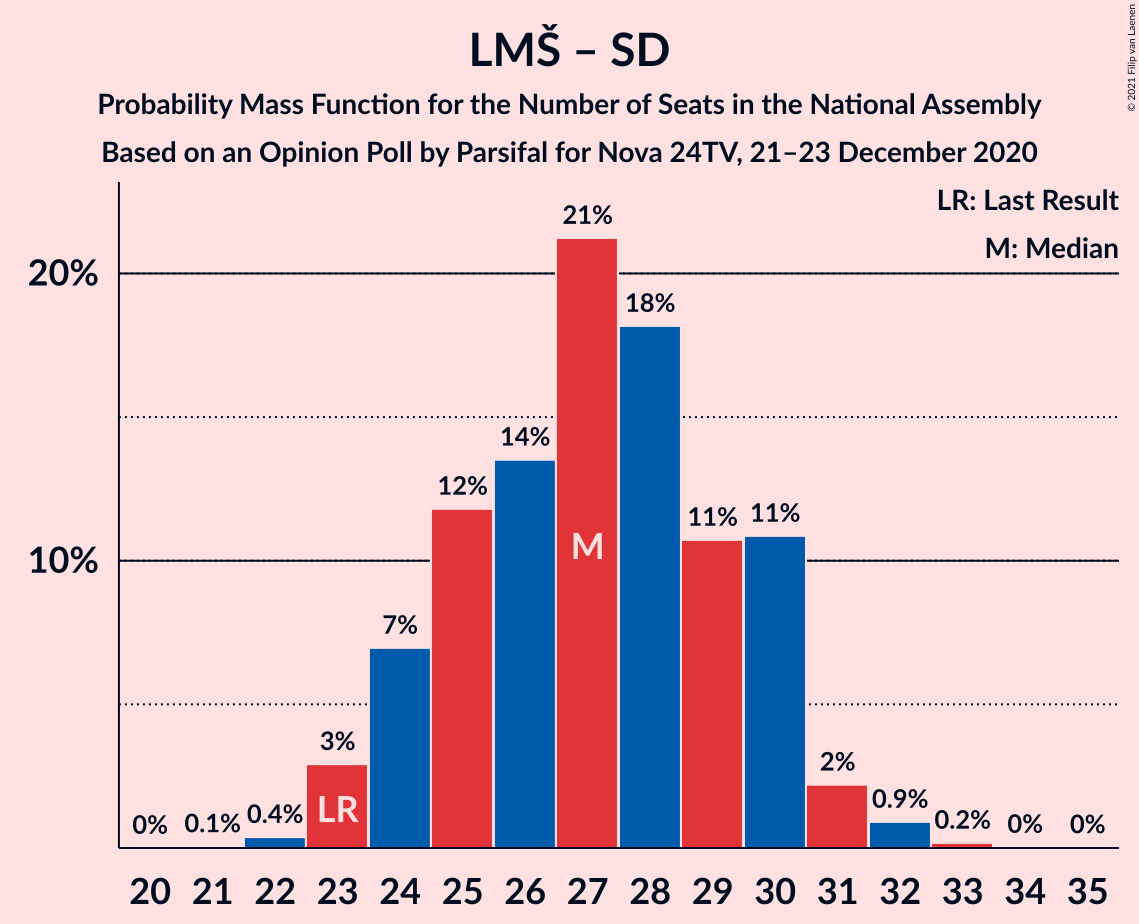 LMŠ – SD
Probability Mass Function for the Number of Seats in the National Assembly
Based on an Opinion Poll by Parsifal for Nova 24TV, 21–23 December 2020
© 2021 Filip van Laenen
LR: Last Result
M: Median
20%
10%
0%
0.1%
0.4%
3%
7%
12%
14%
21%
18%
11%
11%
2%
0.9%
0.2%
0%
0%
LR
M
20 21 22 23 24 25 26 27 28 29 30 31 32 33 34 35